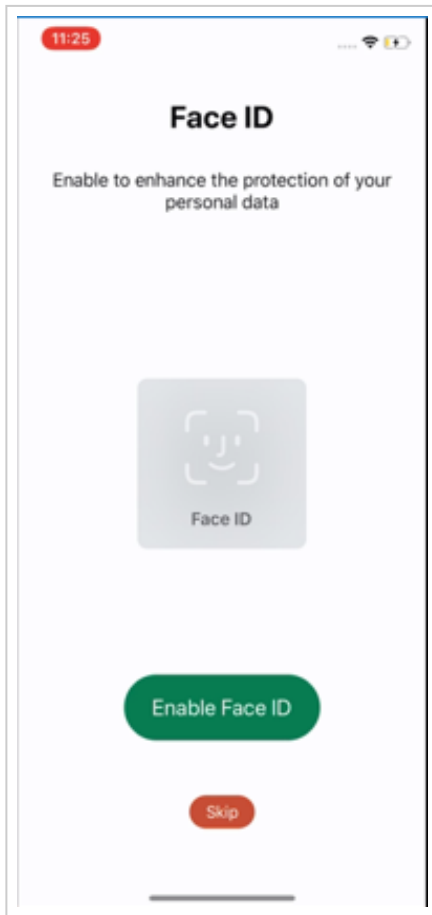 11:25
Face ID
Enable to enhance the protection of your
personal data
Face ID
Enable Face ID
Skip